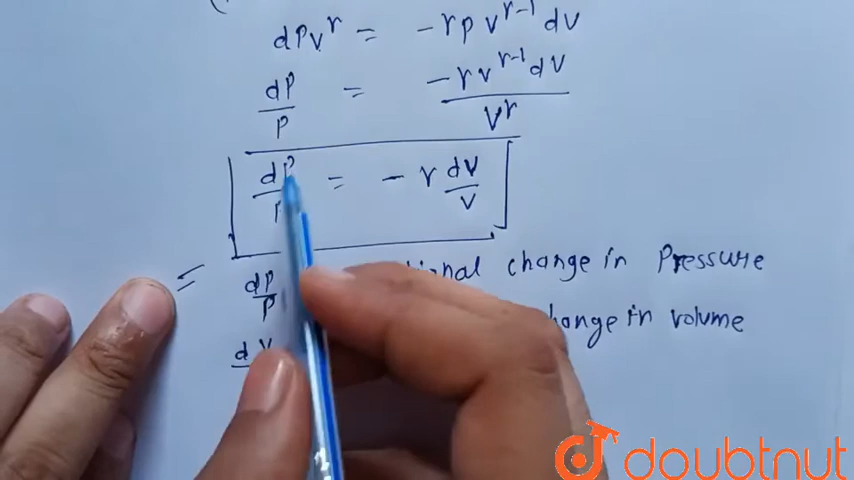 dPv^r = -rpv^(r-1) dv
dP/P = -rv^(r-1)dV/V^r
dP/P = -r dV/V
= dP/P change in Pressure
dV change in volume
doubtnut